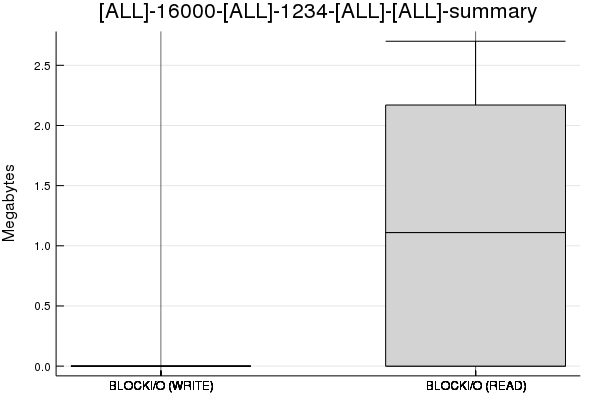 [ALL]-16000-[ALL]-1234-[ALL]-[ALL]-summary
Megabytes
2.5
2.0
1.5
1.0
0.5
0.0
BLOCKI/O (WRITE)
BLOCKI/O (READ)